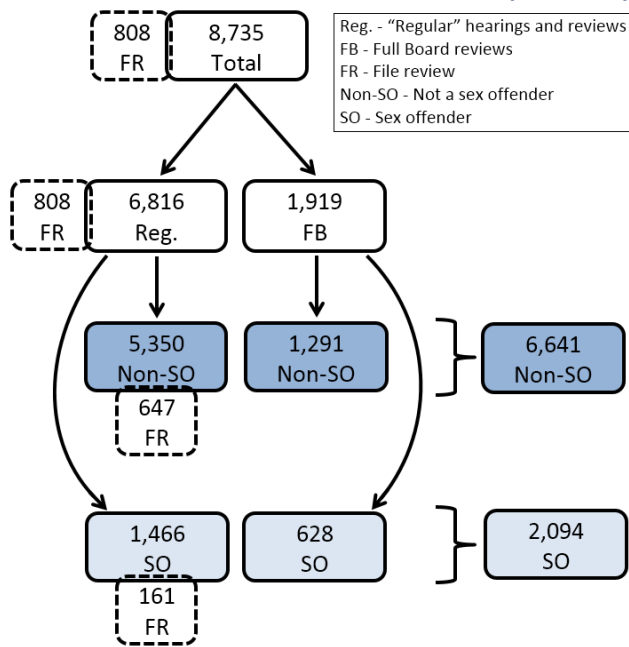 808
FR
8,735
Total
Reg. - “Regular” hearings and reviews
FB - Full Board reviews
FR - File review
Non-SO - Not a sex offender
SO - Sex offender
808
FR
6,816
Reg.
1,919
FB
5,350
Non-SO
647
FR
1,291
Non-SO
6,641
Non-SO
1,466
SO
161
FR
628
SO
2,094
SO